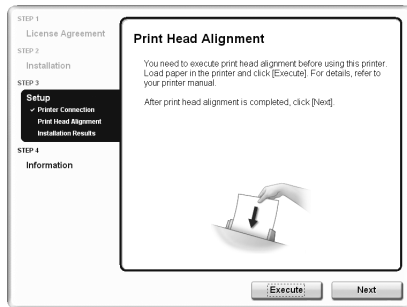 STEP 1
License Agreement
STEP 2
Installation
STEP 3
Setup
✓ Printer Connection
Print Head Alignment
Installation Results
STEP 4
Information
Print Head Alignment
You need to execute print head alignment before using this printer.
Load paper in the printer and click [Execute]. For details, refer to
your printer manual.
After print head alignment is completed, click [Next].
Execute
Next